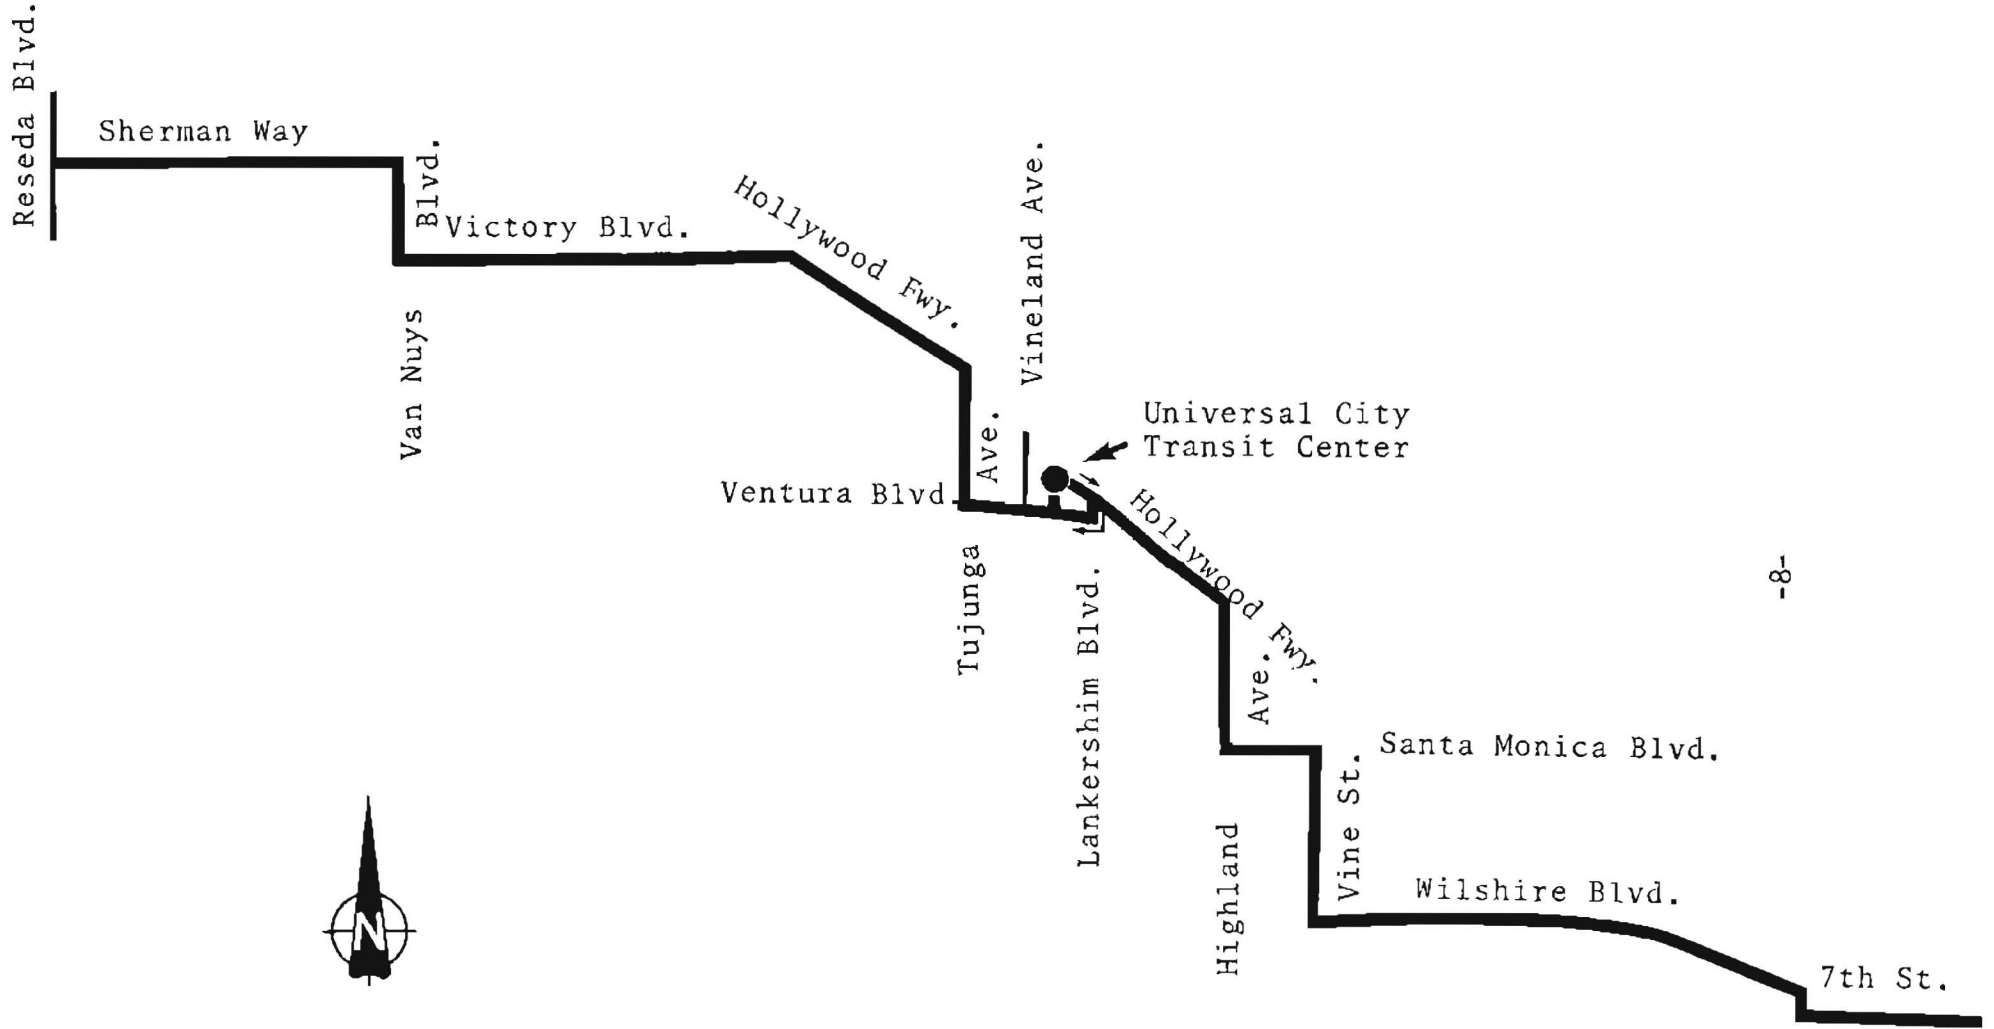 Reseda Blvd.
Sherman Way
Blvd.
Victory Blvd.
Van Nuys
Hollywood Fwy.
Vineland Ave.
Universal City
Transit Center
Ave.
Ventura Blvd
Tujunga
Hollywood Fwy.
Lankershim Blvd.
-8-
Ave.
Highland
Santa Monica Blvd.
Vine St.
Wilshire Blvd.
7th St.
N